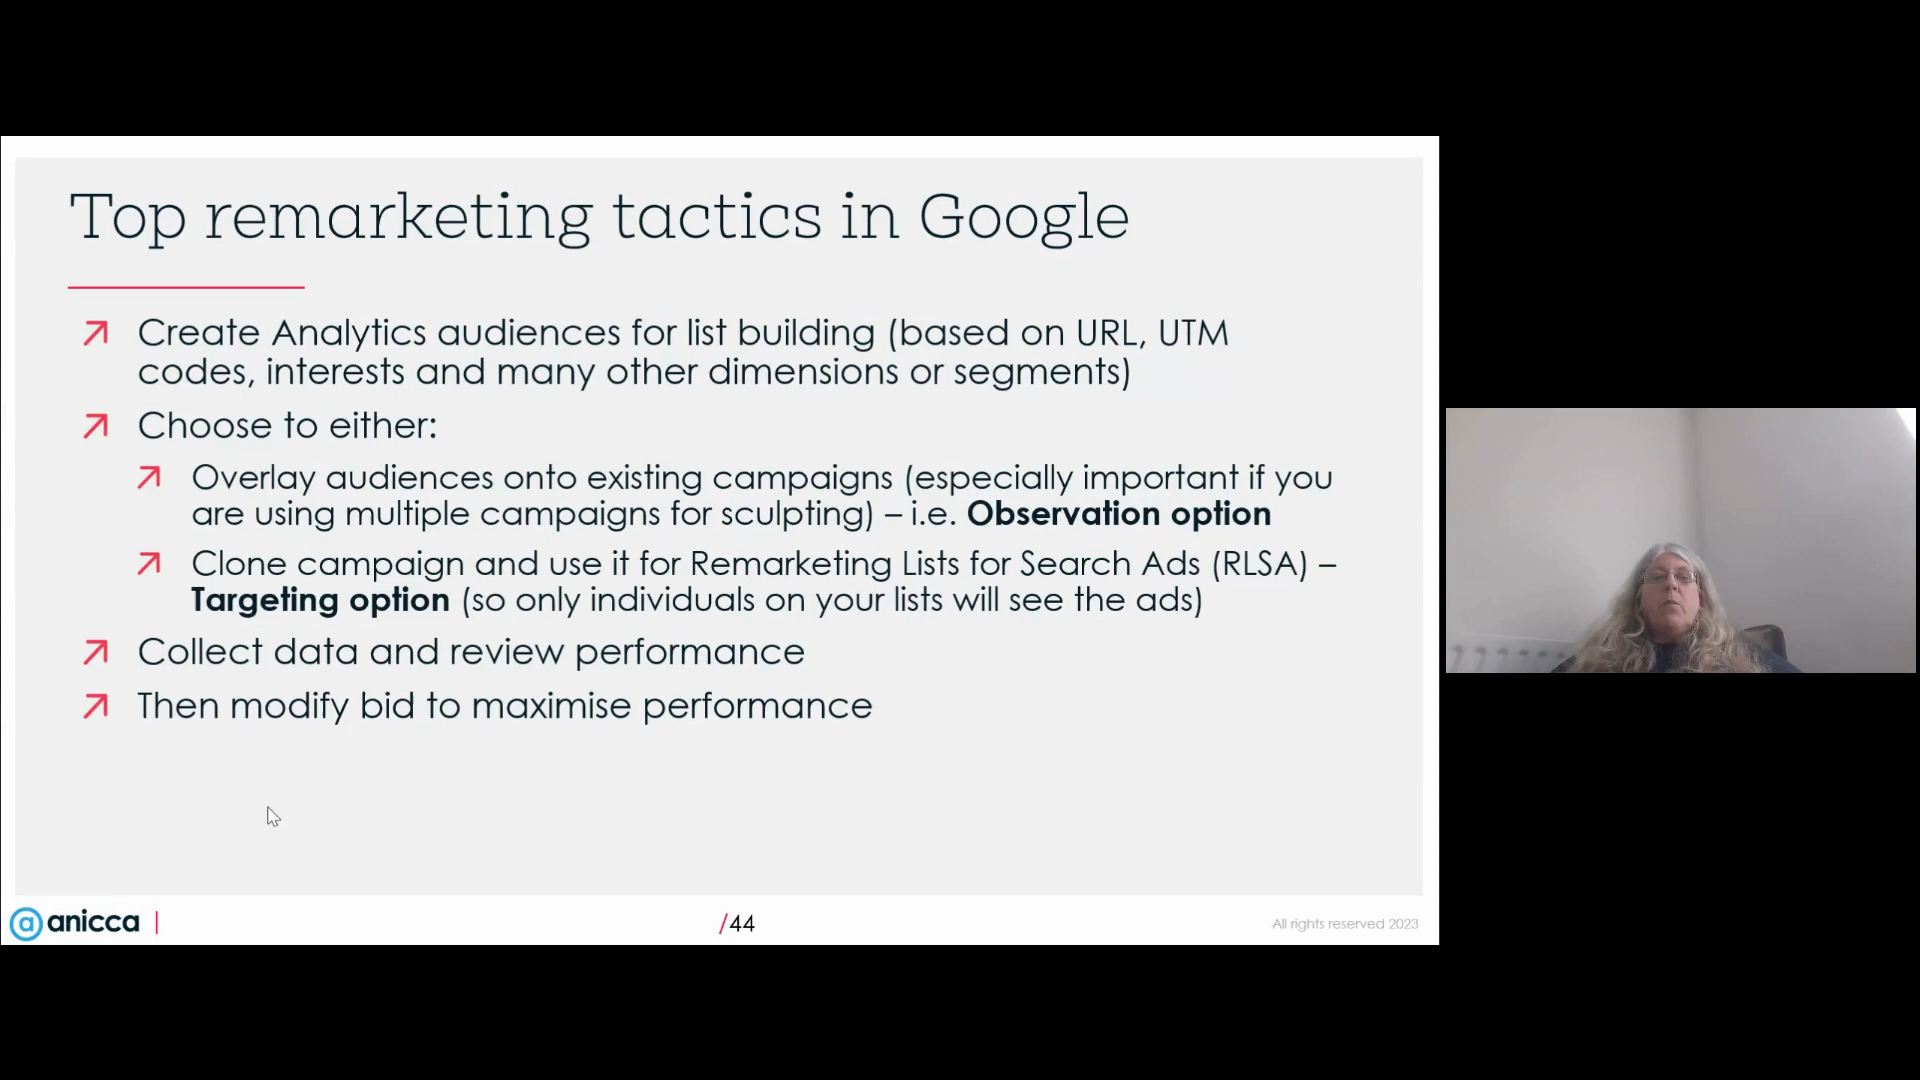 Top remarketing tactics in Google
Create Analytics audiences for list building (based on URL, UTM
codes, interests and many other dimensions or segments)
Choose to either:
Overlay audiences onto existing campaigns (especially important if you
are using multiple campaigns for sculpting) – i.e. Observation option
Clone campaign and use it for Remarketing Lists for Search Ads (RLSA) –
Targeting option (so only individuals on your lists will see the ads)
Collect data and review performance
Then modify bid to maximise performance
@ anicca |
/44
All rights reserved 2023